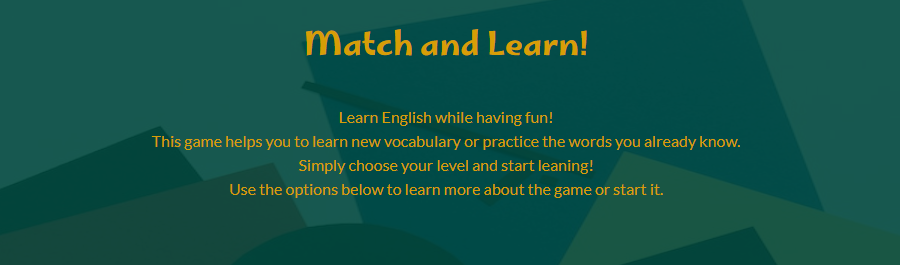 Match and Learn!
Learn English while having fun!
This game helps you to learn new vocabulary or practice the words you already know.
Simply choose your level and start leaning!
Use the options below to learn more about the game or start it.